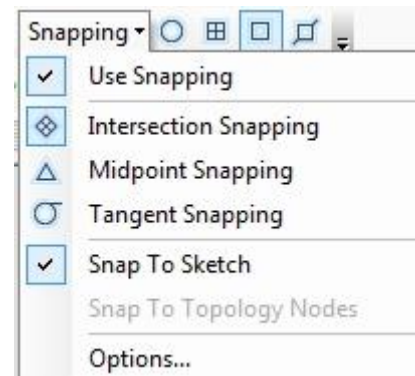 Snapping
Use Snapping
Intersection Snapping
Midpoint Snapping
Tangent Snapping
Snap To Sketch
Snap To Topology Nodes
Options...